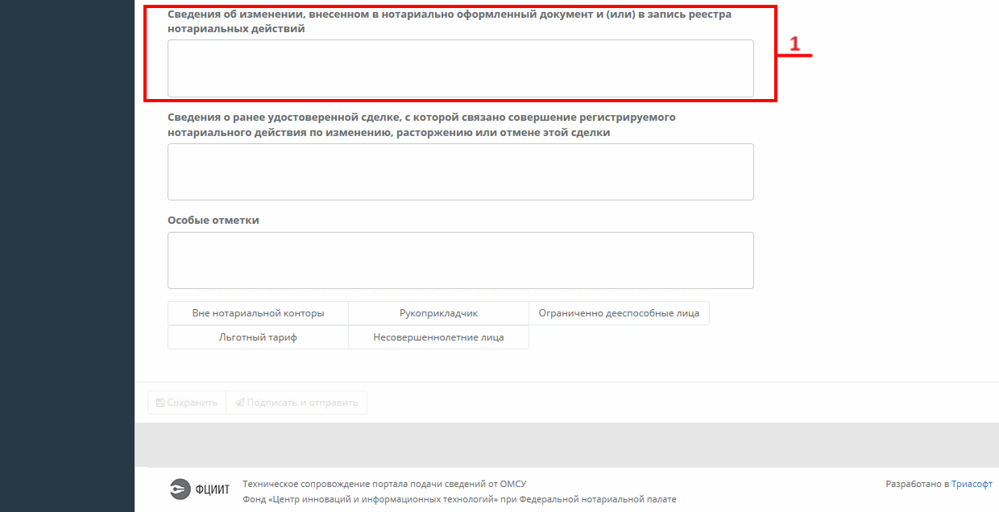 Сведения об изменении, внесенном в нотариально оформленный документ и (или) в запись реестра
нотариальных действий
1
Сведения о ранее удостоверенной сделке, с которой связано совершение регистрируемого
нотариального действия по изменению, расторжению или отмене этой сделки
Особые отметки
Вне нотариальной конторы
Рукоприкладчик
Ограниченно дееспособные лица
Льготный тариф
Несовершеннолетние лица
Сохранить
Подписать и отправить
ФЦИИТ
Техническое сопровождение портала подачи сведений от ОМСУ
Фонд «Центр инноваций и информационных технологий» при Федеральной нотариальной палате
Разработано в Триасофт